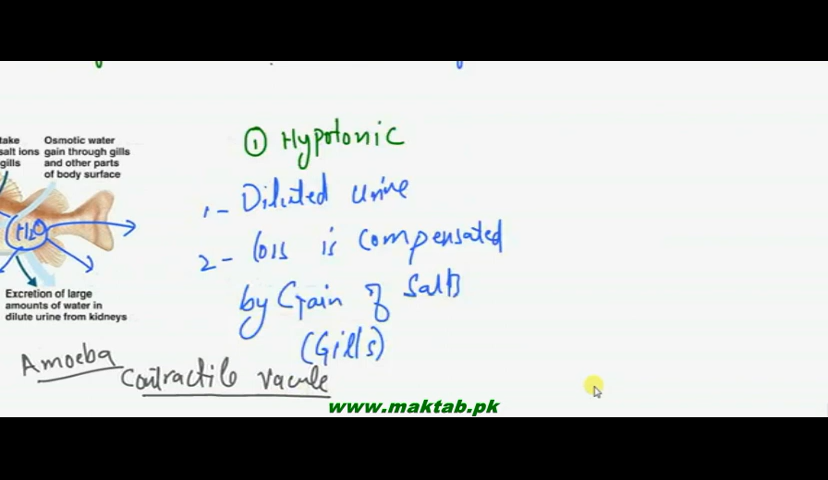 take
salt ions
gills
Osmotic water
gain through gills
and other parts
of body surface
① Hypotonic
1- Diluted urine
2- loss is compensated
by Gain of Salts
(Gills)
H₂O
Excretion of large
amounts of water in
dilute urine from kidneys
Amoeba
Contractile vacule
www.maktab.pk